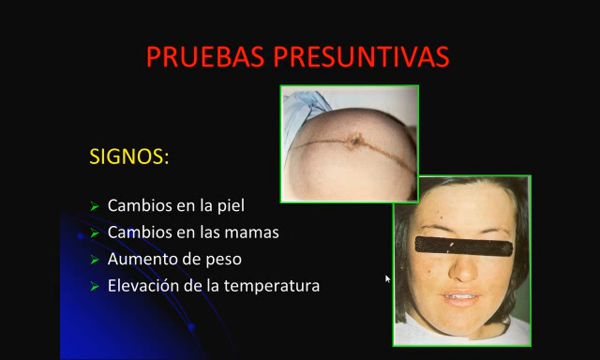 PRUEBAS PRESUNTIVAS
SIGNOS:
Cambios en la piel
Cambios en las mamas
Aumento de peso
Elevación de la temperatura